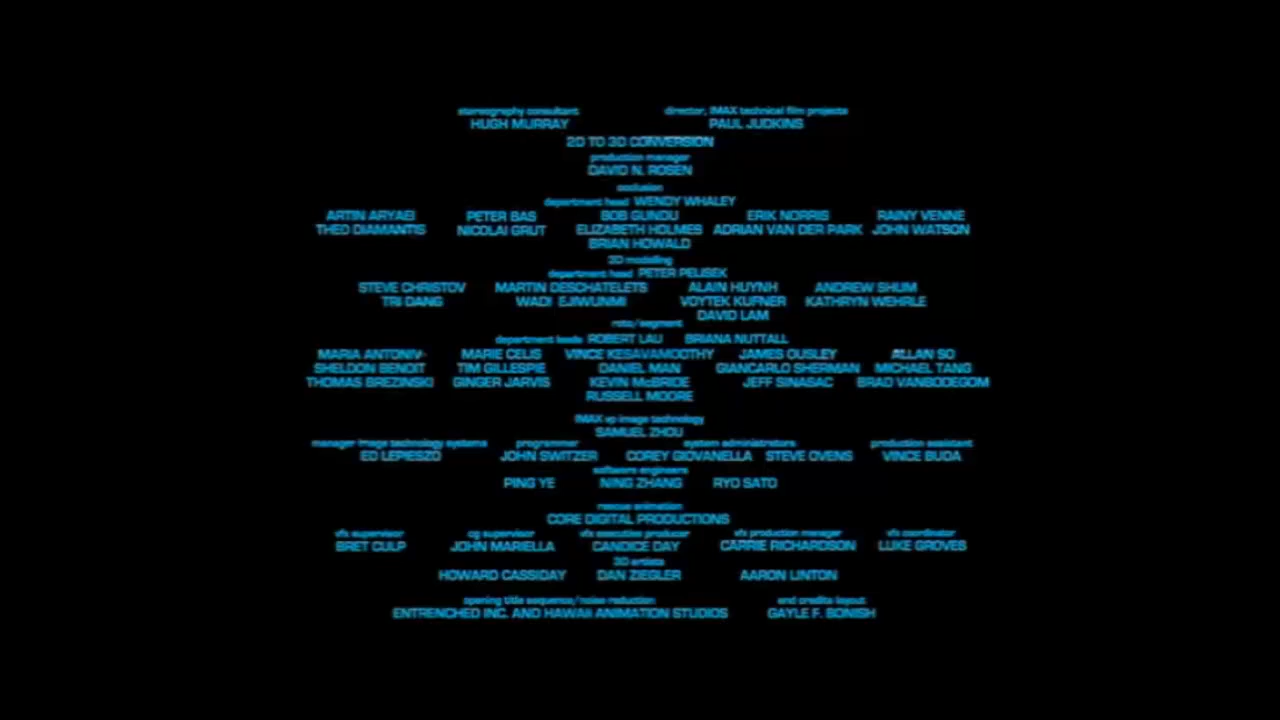 stereography consultant director, IMAX technical film projects
HUGH MURRAY PAUL JUDKINS
2D TO 3D CONVERSION
production manager
DAVID N. ROSEN
occlusion
department head WENDY WHALEY
ARTIN ARYAEI PETER BAS BOB GUNDU ERIK NORRIS RAINY VENNE
THEO DIAMANTIS NICOLAI GRUT ELIZABETH HOLMES ADRIAN VAN DER PARK JOHN WATSON
BRIAN HOWALD
3D modelling
department head PETER PELISEK
STEVE CHRISTOV MARTIN DESCHATELETS ALAIN HUYNH ANDREW SHUM
TRI DANG WADI EJIWUNMI VOYTEK KUFNER KATHRYN WEHRLE
DAVID LAM
roto/segment
department leads ROBERT LAU BRIANA NUTTALL
MARIA MARIE CELIS VINCE KESAVAMOOTHY JAMES OUSLEY ALLAN SO
SHELDON BENOIT TIM GILLESPIE DANIEL MAN GIANCARLO SHERMAN MICHAEL TANG
THOMAS BREZINSKI GINGER JARVIS KEVIN McBRIDE JEFF SINASAC BRAD VANBODEGOM
RUSSELL MOORE
IMAX vp image technology
SAMUEL ZHOU
manager image technology systems programmer system administrators production assistant
ED LEPIESZO JOHN SWITZER COREY GIOVANELLA STEVE OVENS VINCE BUDA
software engineers
PING YE NING ZHANG RYO SATO
rescue animation
CORE DIGITAL PRODUCTIONS
vfx supervisor cg supervisor vfx executive producer vfx production manager vfx coordinator
BRET CULP JOHN MARIELLA CANDICE DAY CARRIE RICHARDSON LUKE GROVES
3D artists
HOWARD CASSIDAY DAN ZIEGLER AARON LINTON
opening title sequence/noise reduction end credits layout
ENTRENCHED INC. AND HAWAII ANIMATION STUDIOS GAYLE F. BONISH